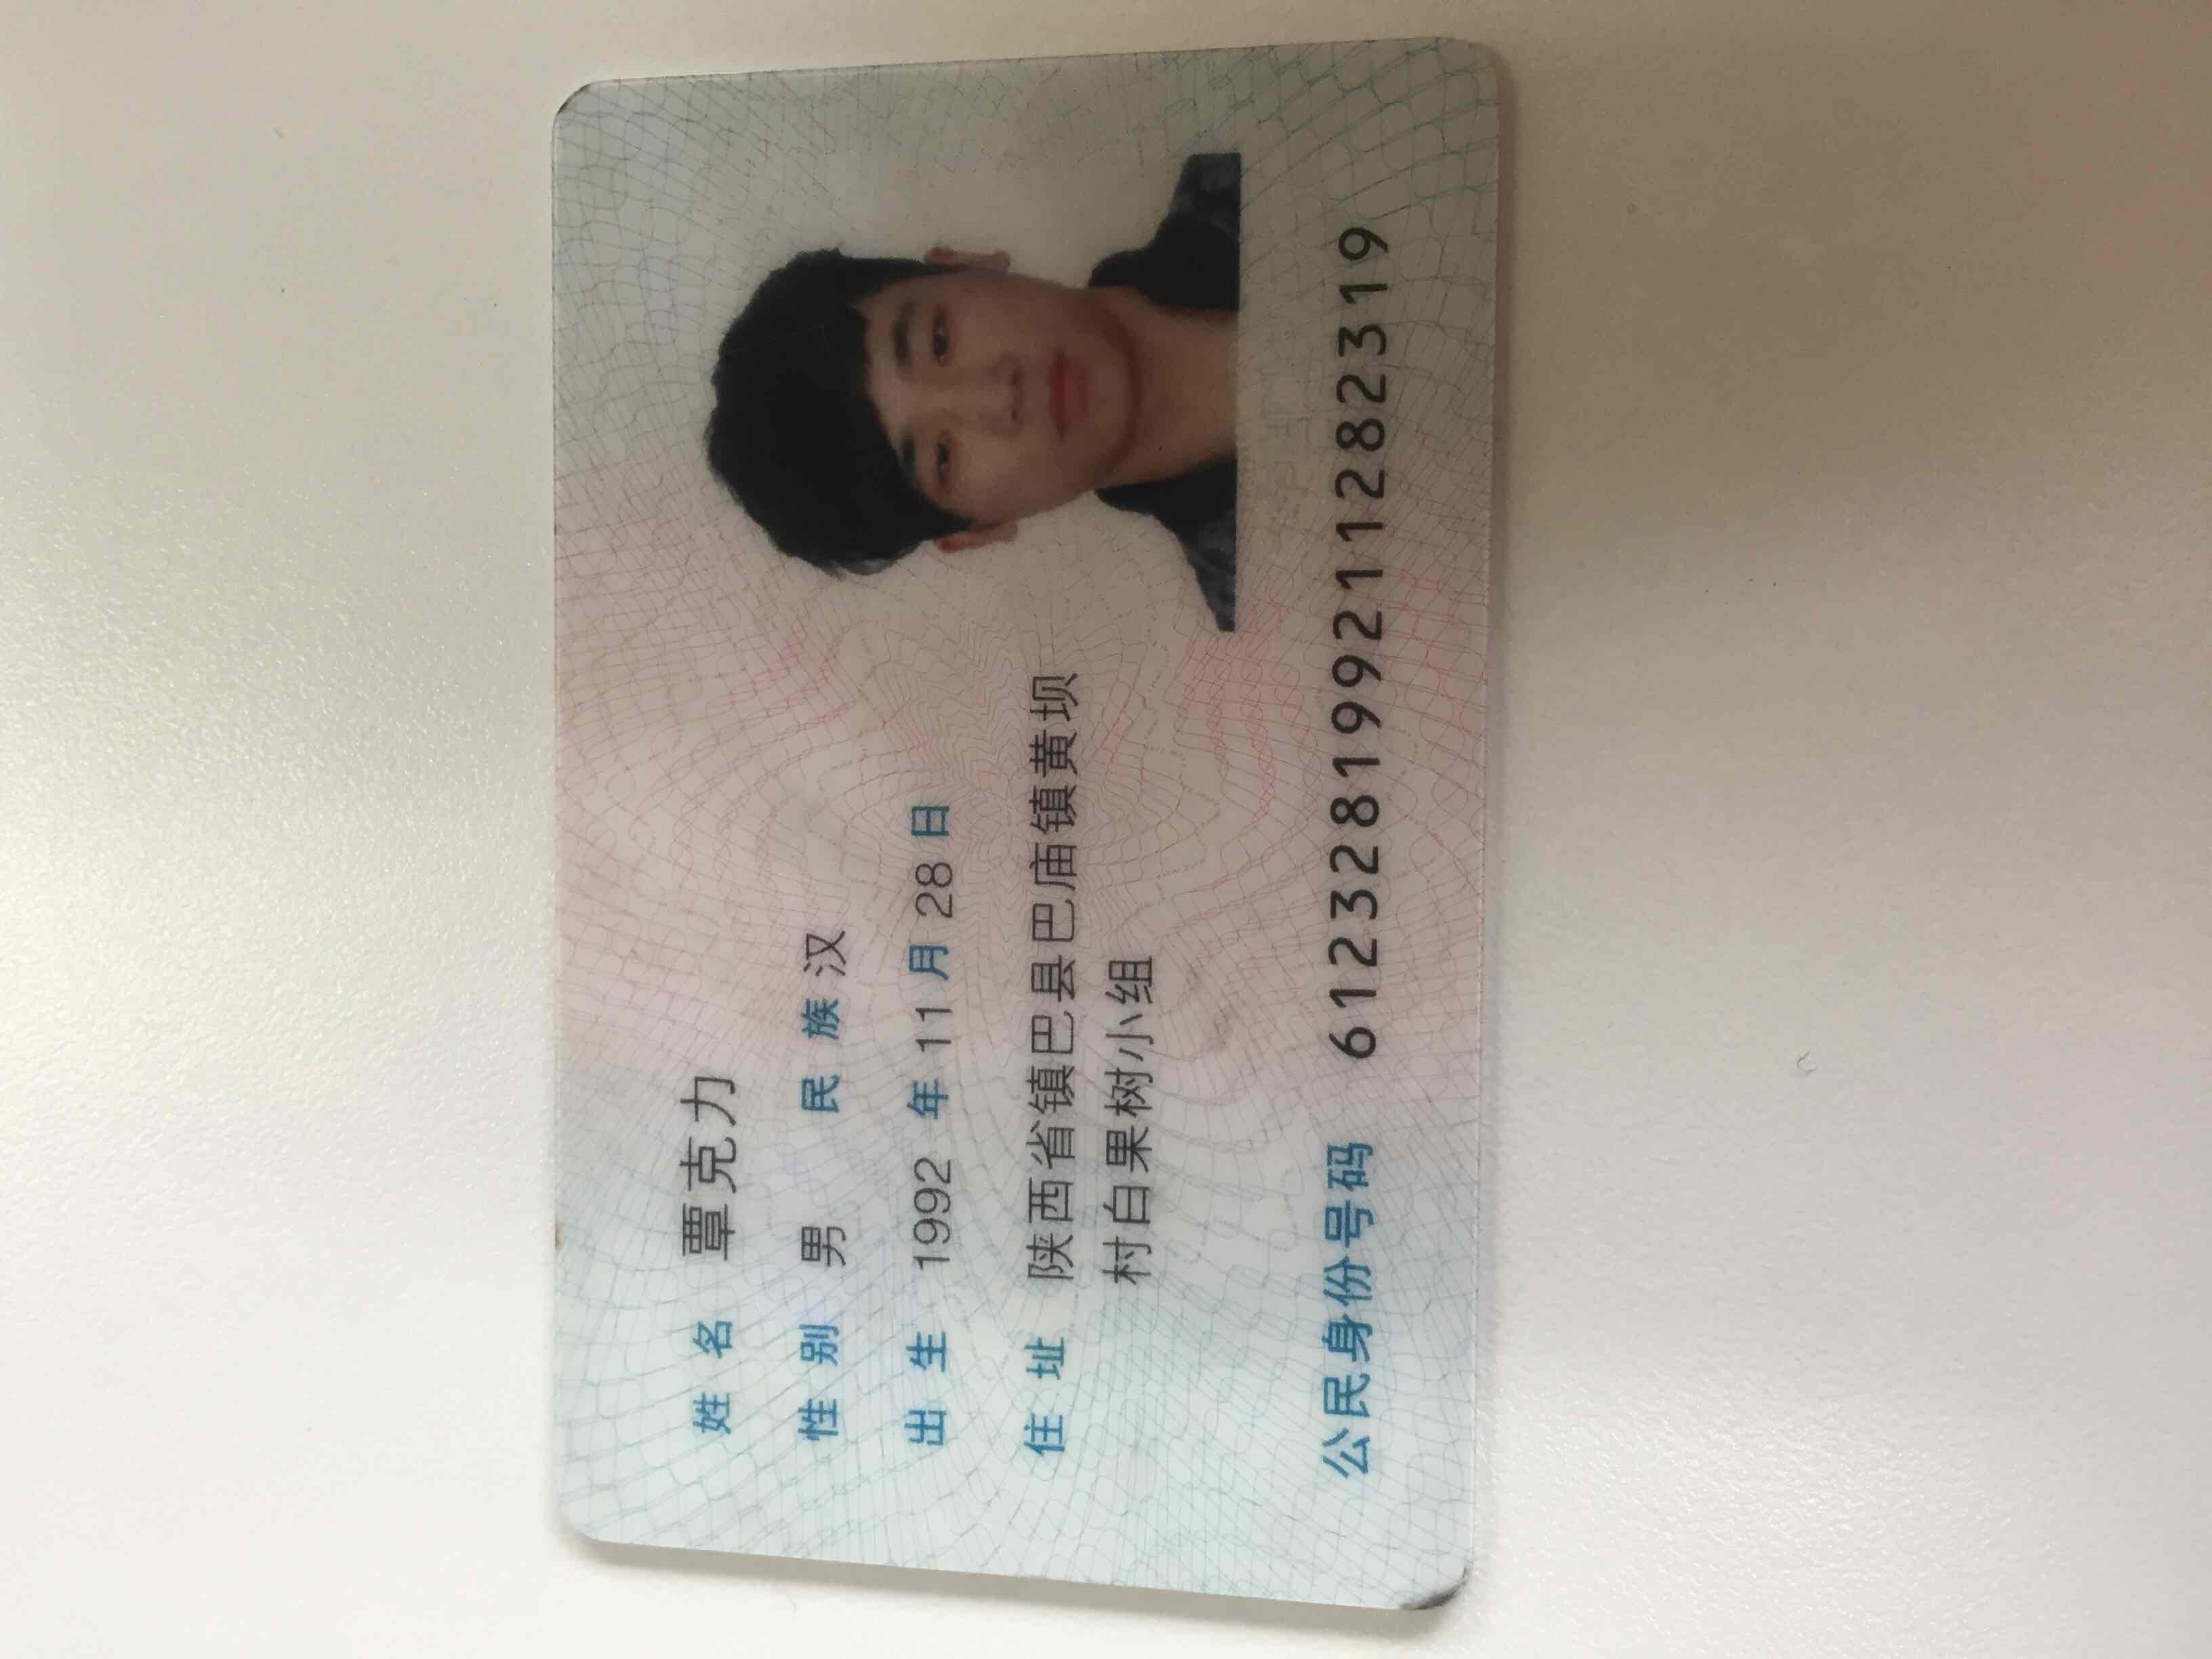 姓名 覃克力
性别 男 民族 汉
出生 1992 年 11 月 28 日
住址 陕西省镇巴县巴庙镇黄坝
村白果树小组
公民身份号码 612328199211282319